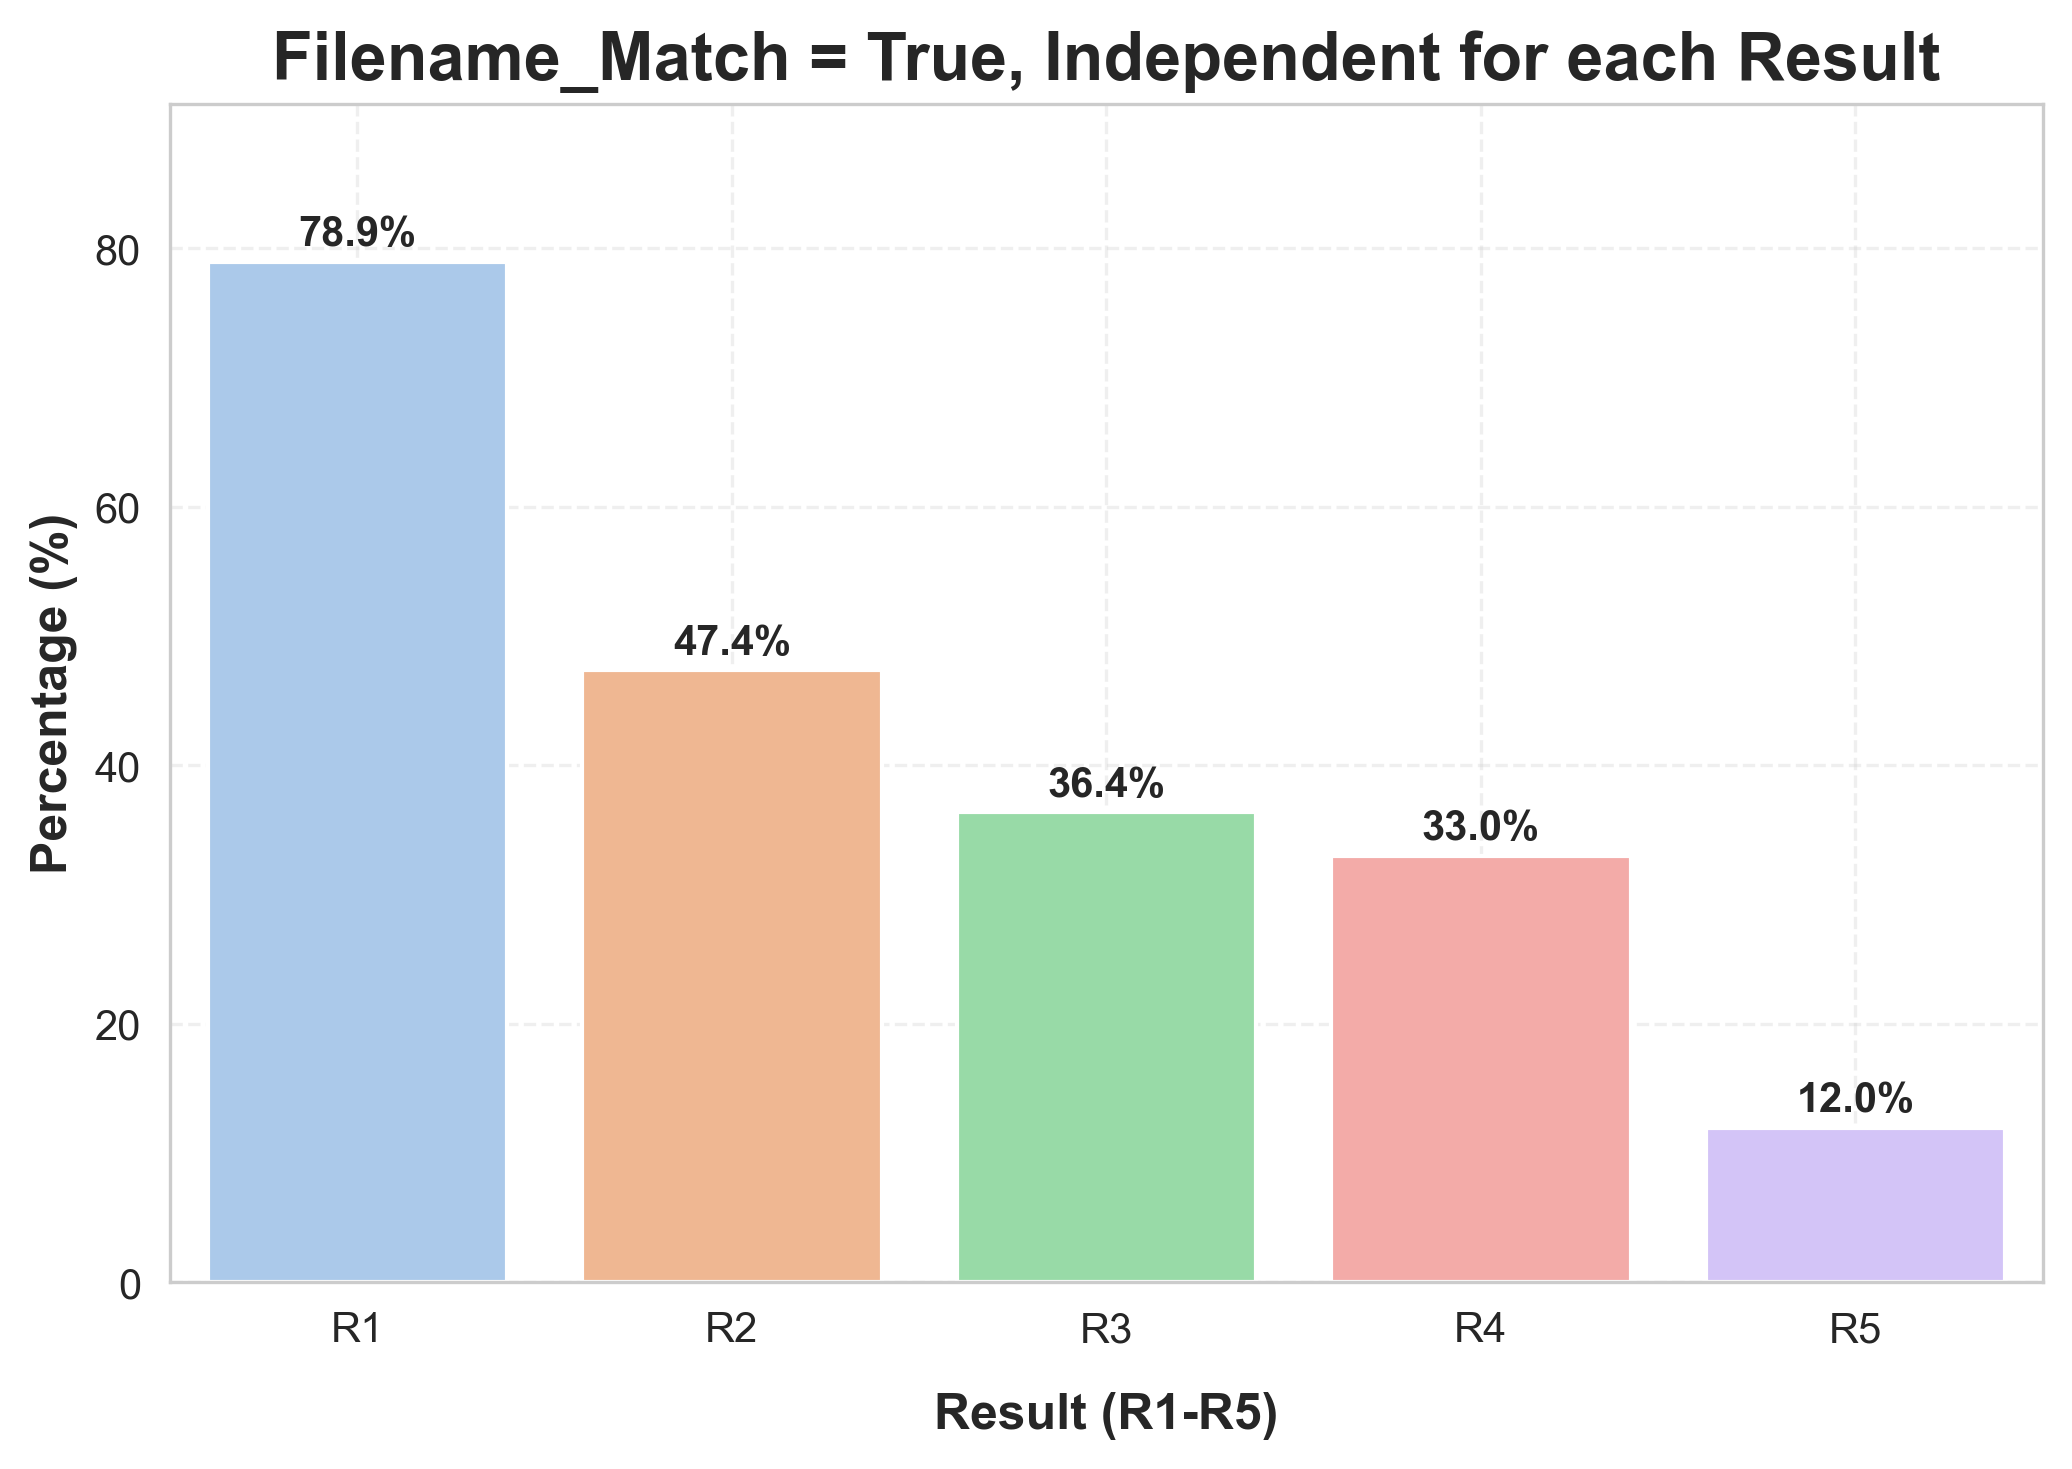 Filename_Match = True, Independent for each Result
Percentage (%)
80
60
40
20
0
78.9%
47.4%
36.4%
33.0%
12.0%
R1 R2 R3 R4 R5
Result (R1-R5)